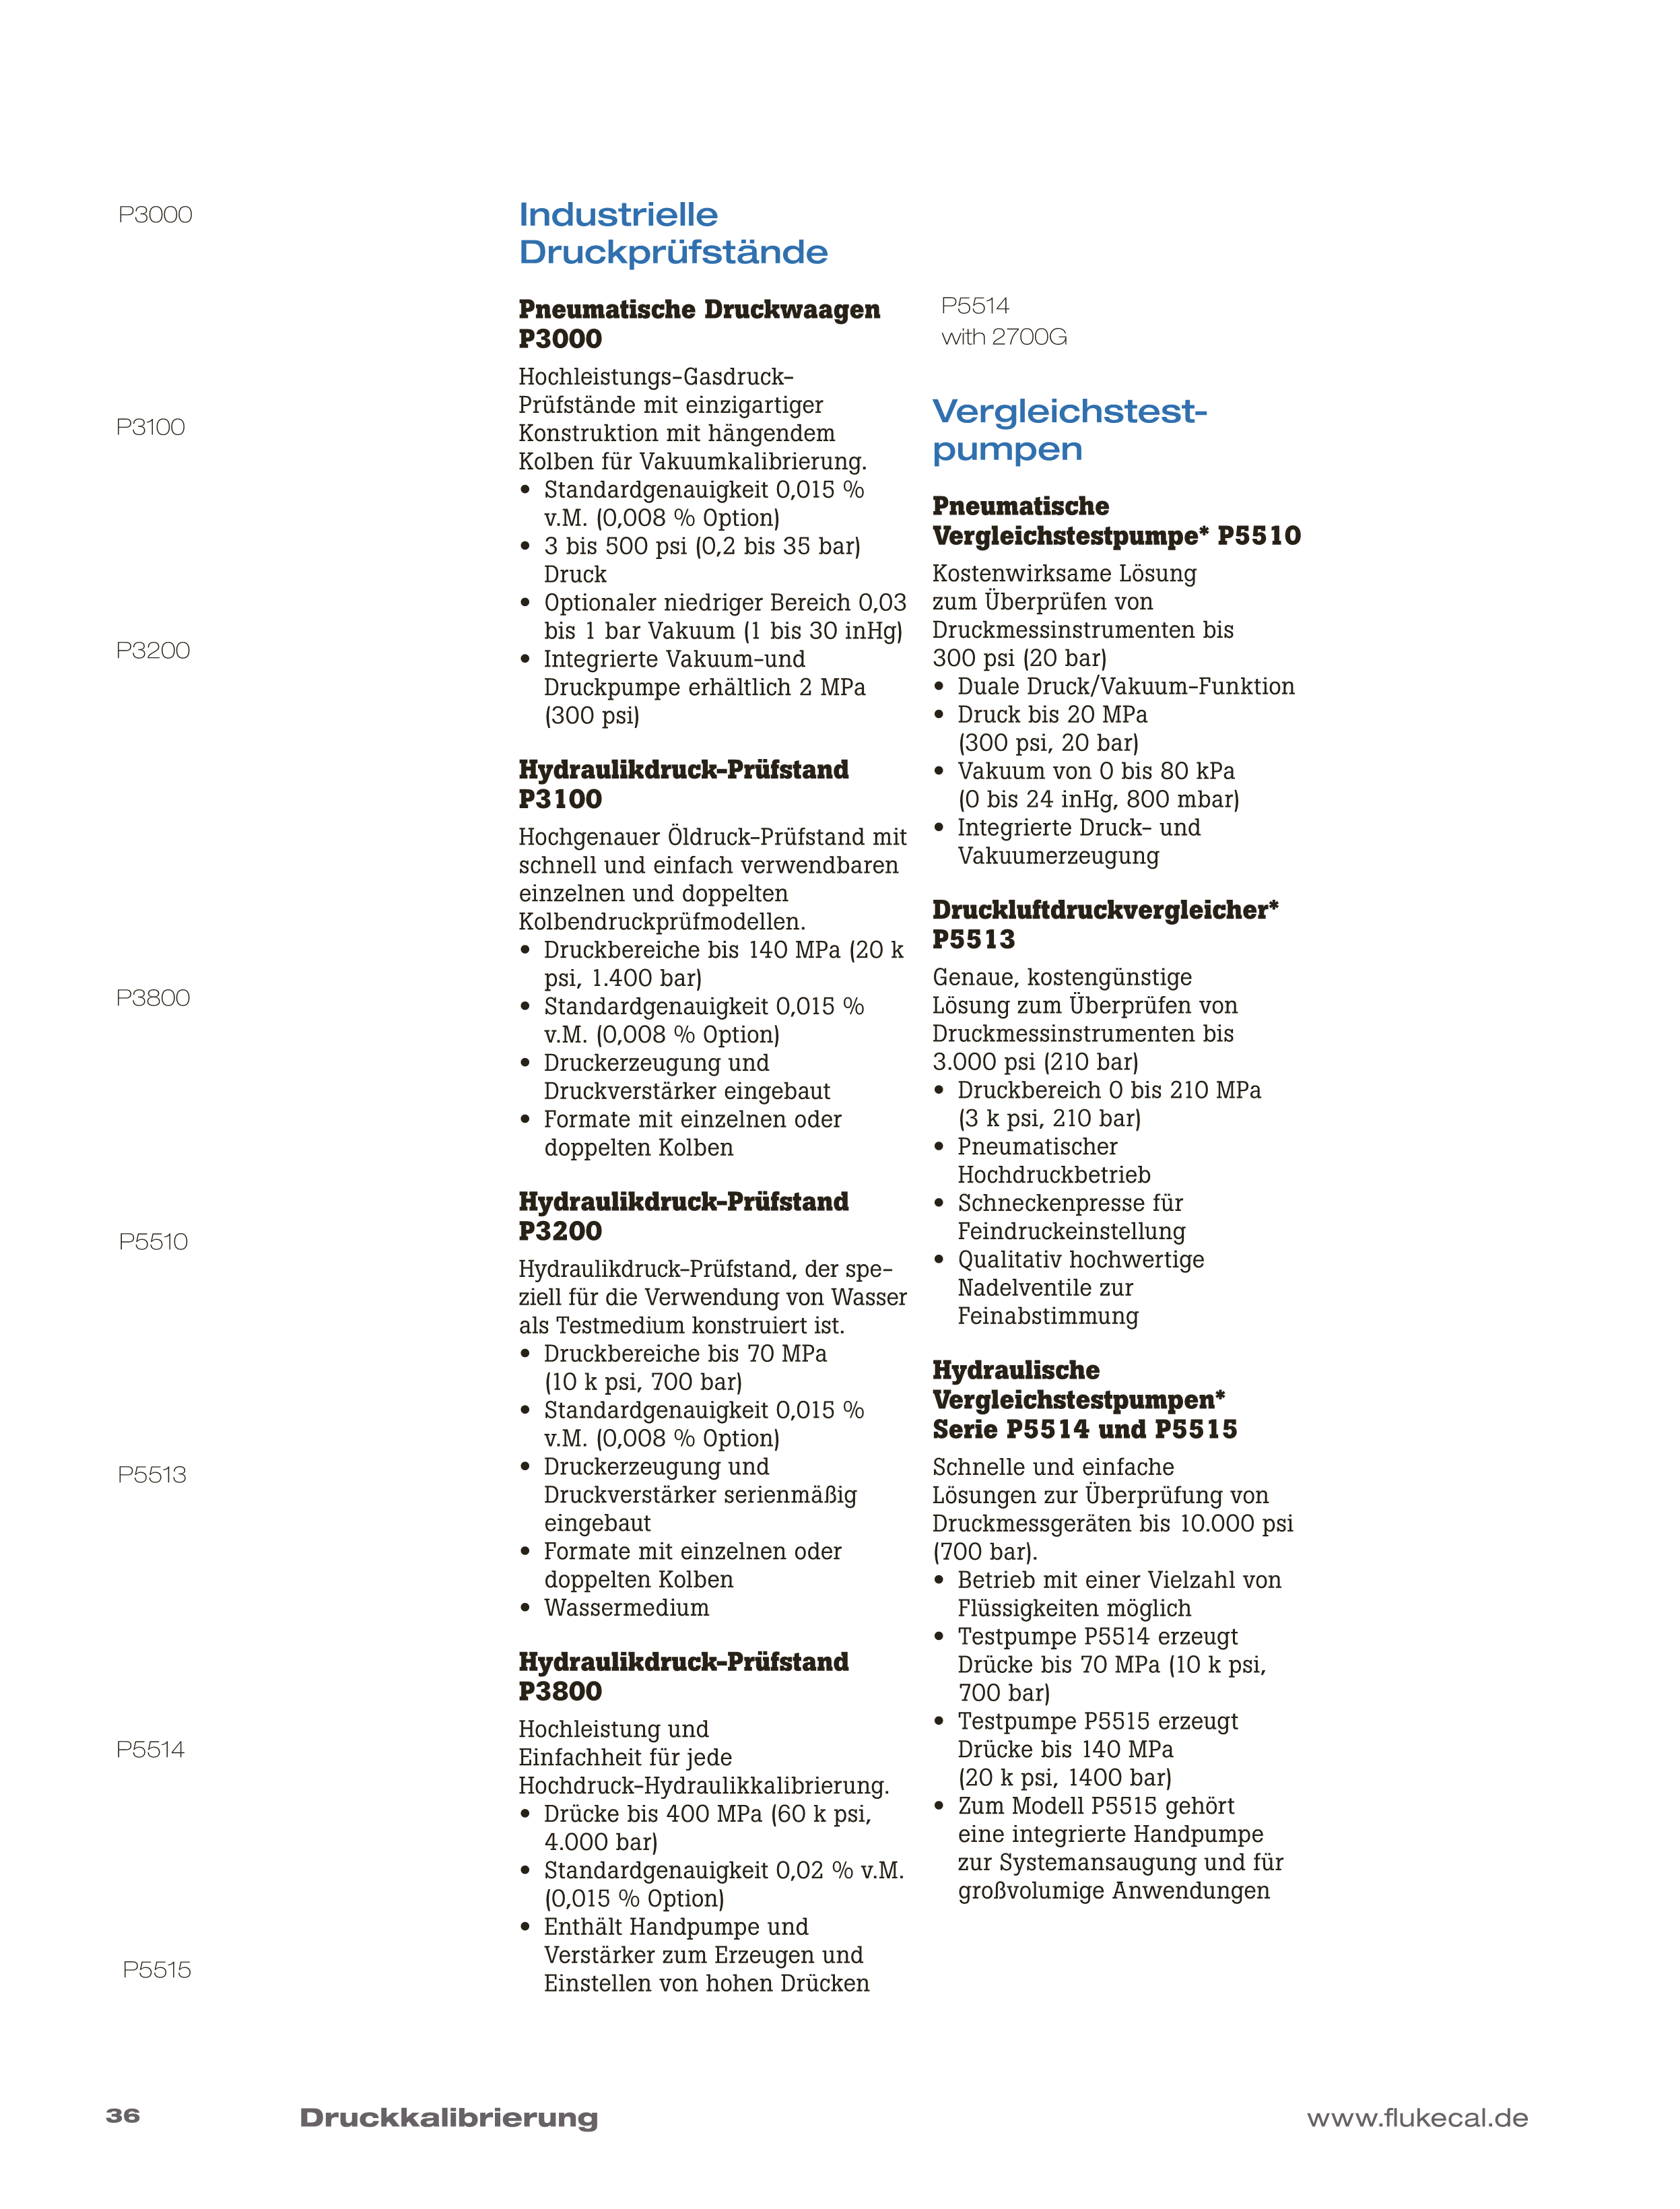 P3000
P3100
P3200
P3800
P5510
P5513
P5514
P5515
Industrielle
Druckprüfstände
Pneumatische Druckwaagen
P3000
Hochleistungs-Gasdruck-
Prüfstände mit einzigartiger
Konstruktion mit hängendem
Kolben für Vakuumkalibrierung.
• Standardgenauigkeit 0,015 %
v.M. (0,008 % Option)
• 3 bis 500 psi (0,2 bis 35 bar)
Druck
• Optionaler niedriger Bereich 0,03
bis 1 bar Vakuum (1 bis 30 inHg)
• Integrierte Vakuum-und
Druckpumpe erhältlich 2 MPa
(300 psi)
Hydraulikdruck-Prüfstand
P3100
Hochgenauer Öldruck-Prüfstand mit
schnell und einfach verwendbaren
einzelnen und doppelten
Kolbendruckprüfmodellen.
• Druckbereiche bis 140 MPa (20 k
psi, 1.400 bar)
• Standardgenauigkeit 0,015 %
v.M. (0,008 % Option)
• Druckerzeugung und
Druckverstärker eingebaut
• Formate mit einzelnen oder
doppelten Kolben
Hydraulikdruck-Prüfstand
P3200
Hydraulikdruck-Prüfstand, der spe-
ziell für die Verwendung von Wasser
als Testmedium konstruiert ist.
• Druckbereiche bis 70 MPa
(10 k psi, 700 bar)
• Standardgenauigkeit 0,015 %
v.M. (0,008 % Option)
• Druckerzeugung und
Druckverstärker serienmäßig
eingebaut
• Formate mit einzelnen oder
doppelten Kolben
• Wassermedium
Hydraulikdruck-Prüfstand
P3800
Hochleistung und
Einfachheit für jede
Hochdruck-Hydraulikkalibrierung.
• Drücke bis 400 MPa (60 k psi,
4.000 bar)
• Standardgenauigkeit 0,02 % v.M.
(0,015 % Option)
• Enthält Handpumpe und
Verstärker zum Erzeugen und
Einstellen von hohen Drücken
P5514
with 2700G
Vergleichstest-
pumpen
Pneumatische
Vergleichstestpumpe* P5510
Kostenwirksame Lösung
zum Überprüfen von
Druckmessinstrumenten bis
300 psi (20 bar)
• Duale Druck/Vakuum-Funktion
• Druck bis 20 MPa
(300 psi, 20 bar)
• Vakuum von 0 bis 80 kPa
(0 bis 24 inHg, 800 mbar)
• Integrierte Druck- und
Vakuumerzeugung
Druckluftdruckvergleicher*
P5513
Genaue, kostengünstige
Lösung zum Überprüfen von
Druckmessinstrumenten bis
3.000 psi (210 bar)
• Druckbereich 0 bis 210 MPa
(3 k psi, 210 bar)
• Pneumatischer
Hochdruckbetrieb
• Schneckenpresse für
Feindruckeinstellung
• Qualitativ hochwertige
Nadelventile zur
Feinabstimmung
Hydraulische
Vergleichstestpumpen*
Serie P5514 und P5515
Schnelle und einfache
Lösungen zur Überprüfung von
Druckmessgeräten bis 10.000 psi
(700 bar).
• Betrieb mit einer Vielzahl von
Flüssigkeiten möglich
• Testpumpe P5514 erzeugt
Drücke bis 70 MPa (10 k psi,
700 bar)
• Testpumpe P5515 erzeugt
Drücke bis 140 MPa
(20 k psi, 1400 bar)
• Zum Modell P5515 gehört
eine integrierte Handpumpe
zur Systemansaugung und für
großvolumige Anwendungen
36 Druckkalibrierung www.flukecal.de